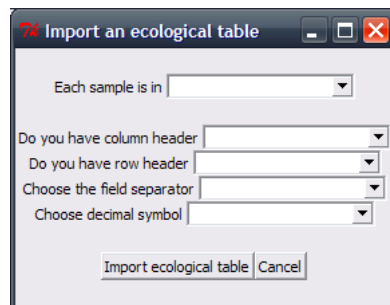 Import an ecological table
Each sample is in
Do you have column header
Do you have row header
Choose the field separator
Choose decimal symbol
Import ecological table Cancel